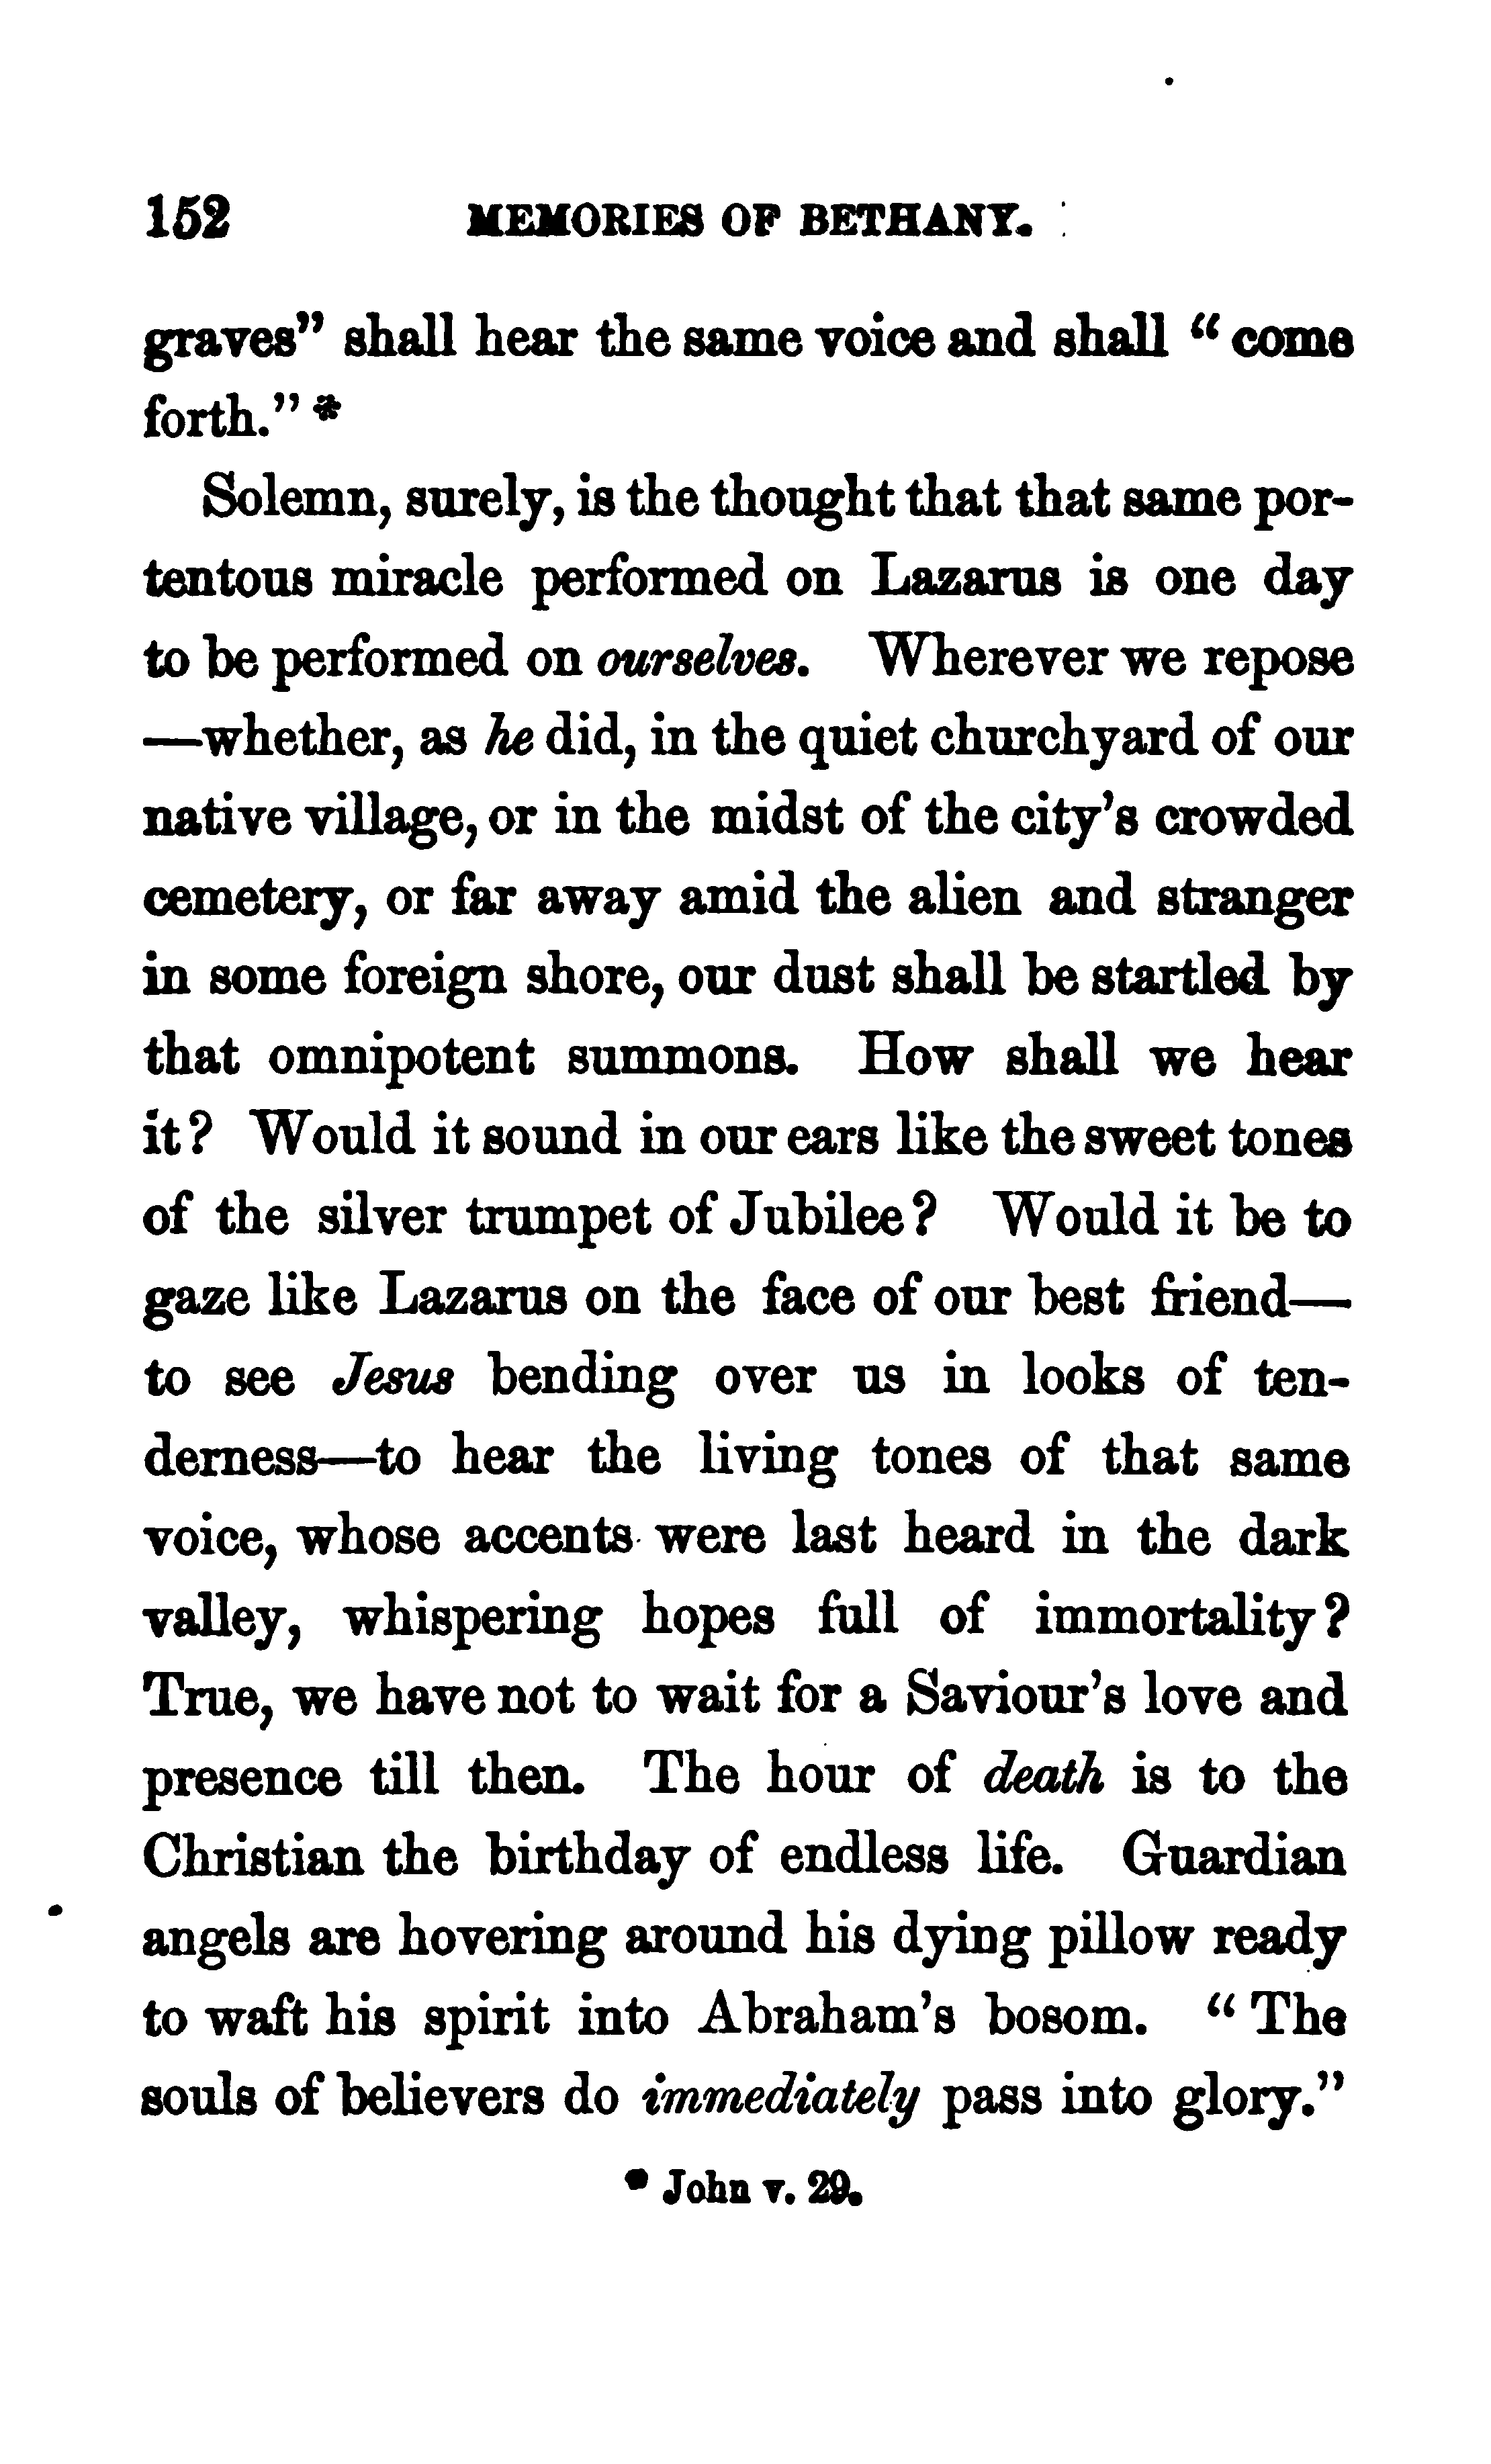 152 MEMORIES OF BETHANY.
graves” shall hear the same voice and shall “ come
forth.” *
Solemn, surely, is the thought that that same por-
tentous miracle performed on Lazarus is one day
to be performed on ourselves. Wherever we repose
—whether, as he did, in the quiet churchyard of our
native village, or in the midst of the city’s crowded
cemetery, or far away amid the alien and stranger
in some foreign shore, our dust shall be startled by
that omnipotent summons. How shall we hear
it? Would it sound in our ears like the sweet tones
of the silver trumpet of Jubilee? Would it be to
gaze like Lazarus on the face of our best friend—
to see Jesus bending over us in looks of ten-
derness—to hear the living tones of that same
voice, whose accents were last heard in the dark
valley, whispering hopes full of immortality?
True, we have not to wait for a Saviour’s love and
presence till then. The hour of death is to the
Christian the birthday of endless life. Guardian
angels are hovering around his dying pillow ready
to waft his spirit into Abraham’s bosom. “ The
souls of believers do immediately pass into glory.”
* John v. 29.